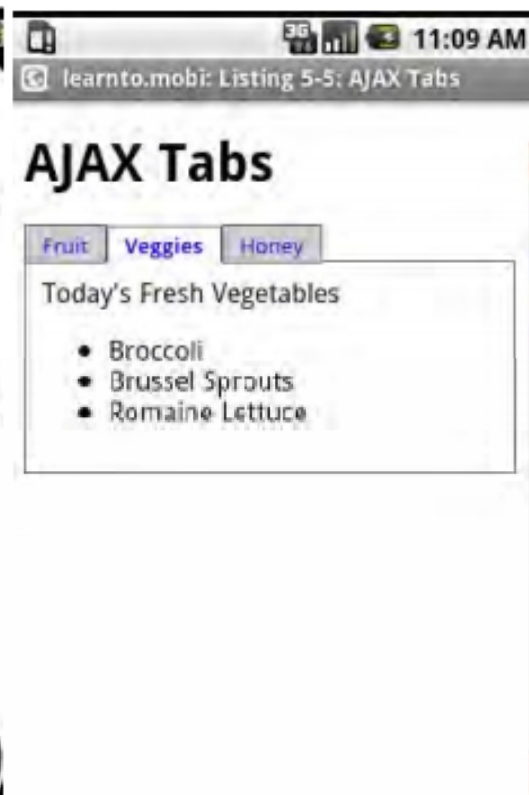 3G 11:09 AM
learnto.mobi: Listing 5-5: AJAX Tabs
AJAX Tabs
Fruit Veggies Honey
Today's Fresh Vegetables
• Broccoli
• Brussel Sprouts
• Romaine Lettuce